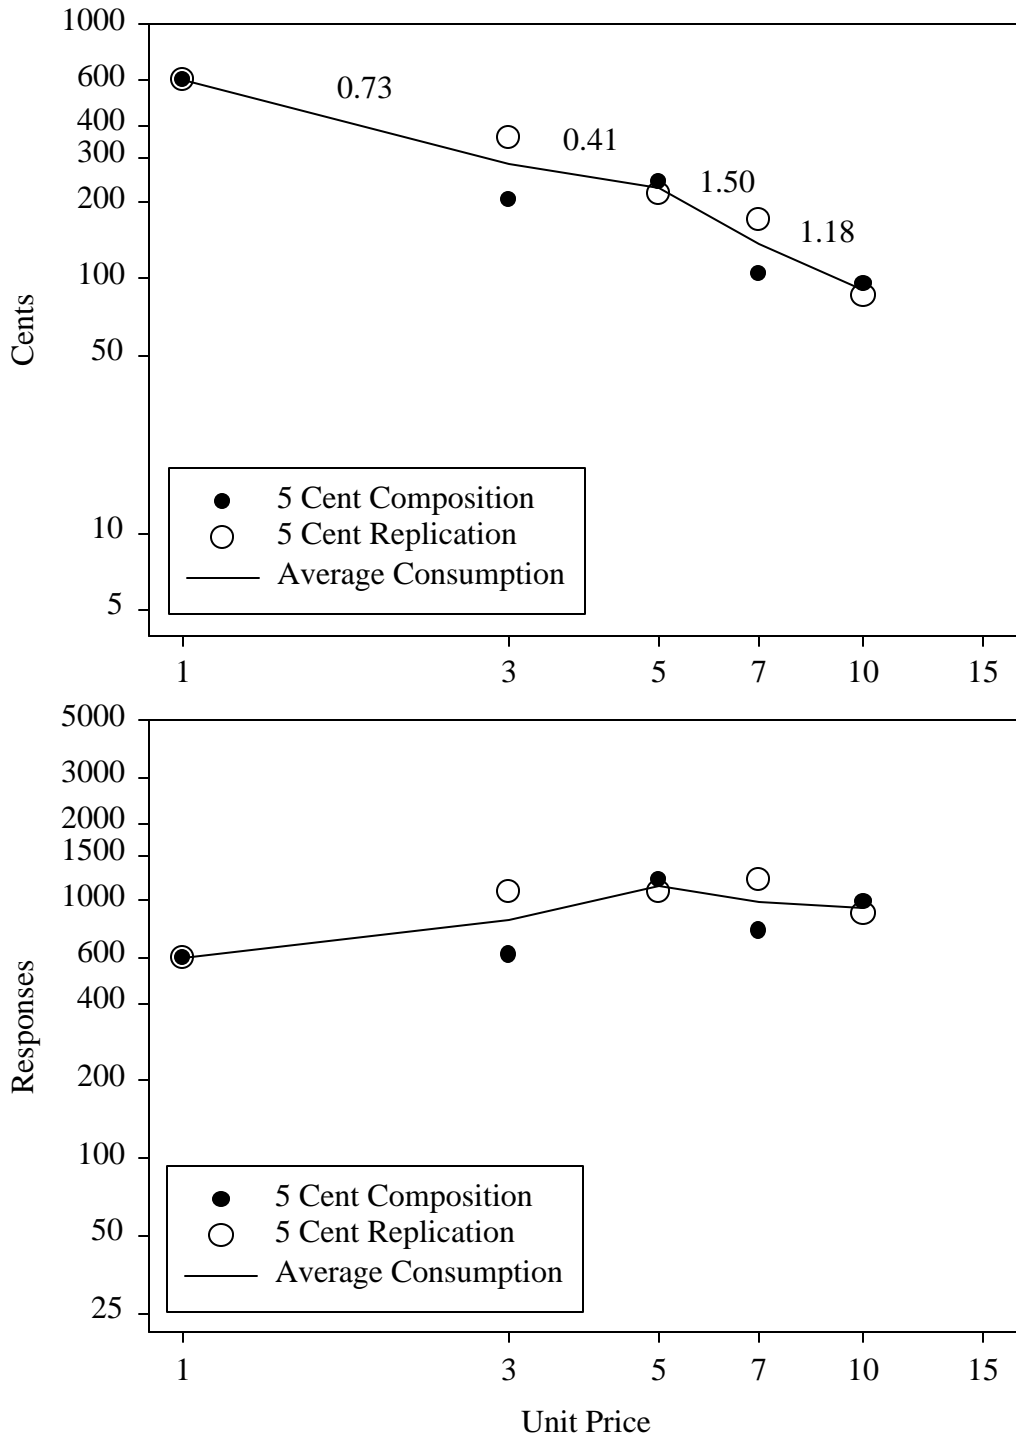 1000
600
400
300
200
100
50
10
5
Cents
0.73
0.41
1.50
1.18
5 Cent Composition
5 Cent Replication
Average Consumption
1 3 5 7 10 15
5000
3000
2000
1500
1000
600
400
200
100
50
25
Responses
5 Cent Composition
5 Cent Replication
Average Consumption
1 3 5 7 10 15
Unit Price